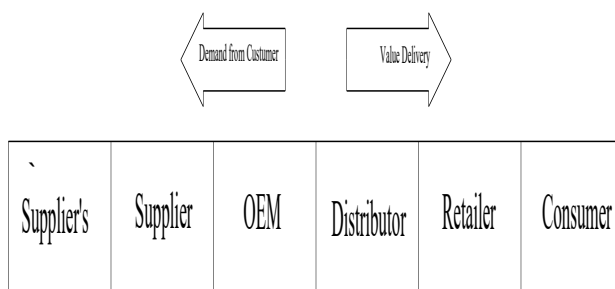 Demand from Custumer
Value Delivery
`
Supplier's
Supplier
OEM
Distributor
Retailer
Consumer